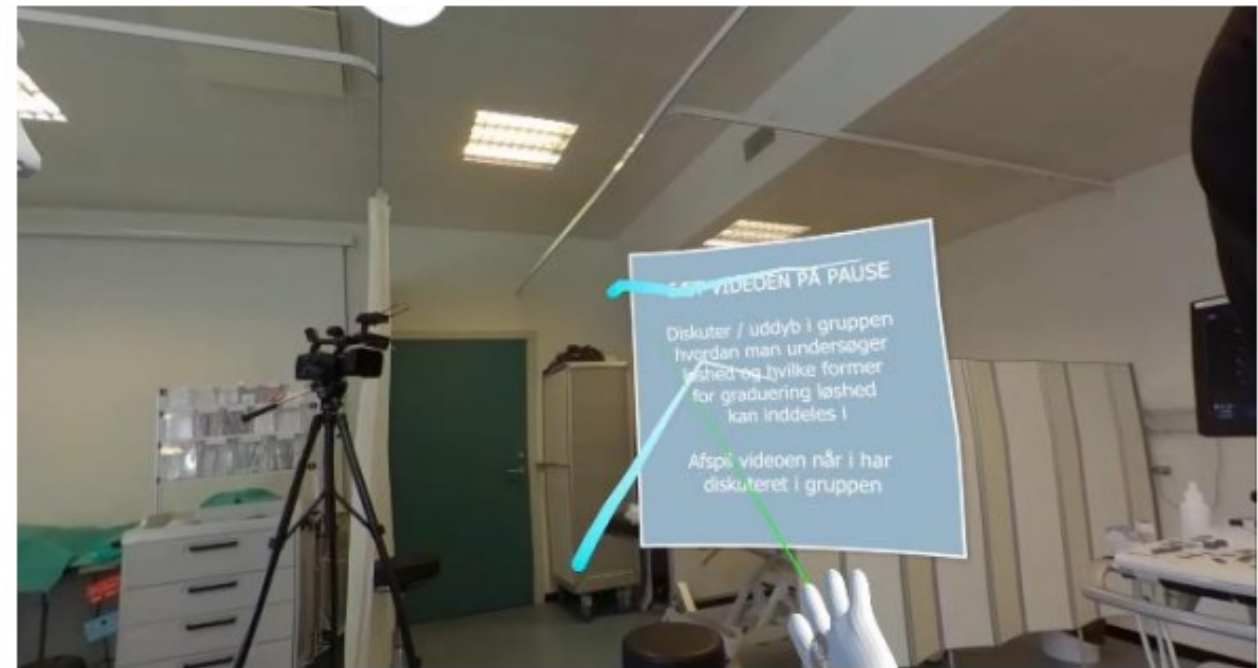 SÆT VIDEOEN PÅ PAUSE
Diskuter / uddyb i gruppen
hvordan man undersøger
løshed og hvilke former
for graduering løshed
kan inddeles i
Afspil videoen når i har
diskuteret i gruppen